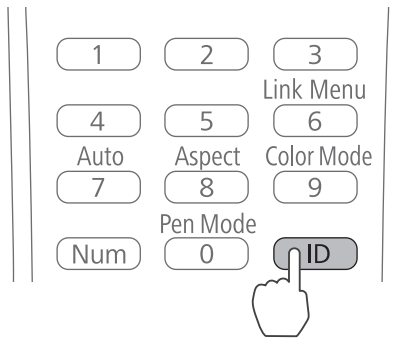 1 2 3
Link Menu
4 5 6
Auto Aspect Color Mode
7 8 9
Pen Mode
Num 0 ID